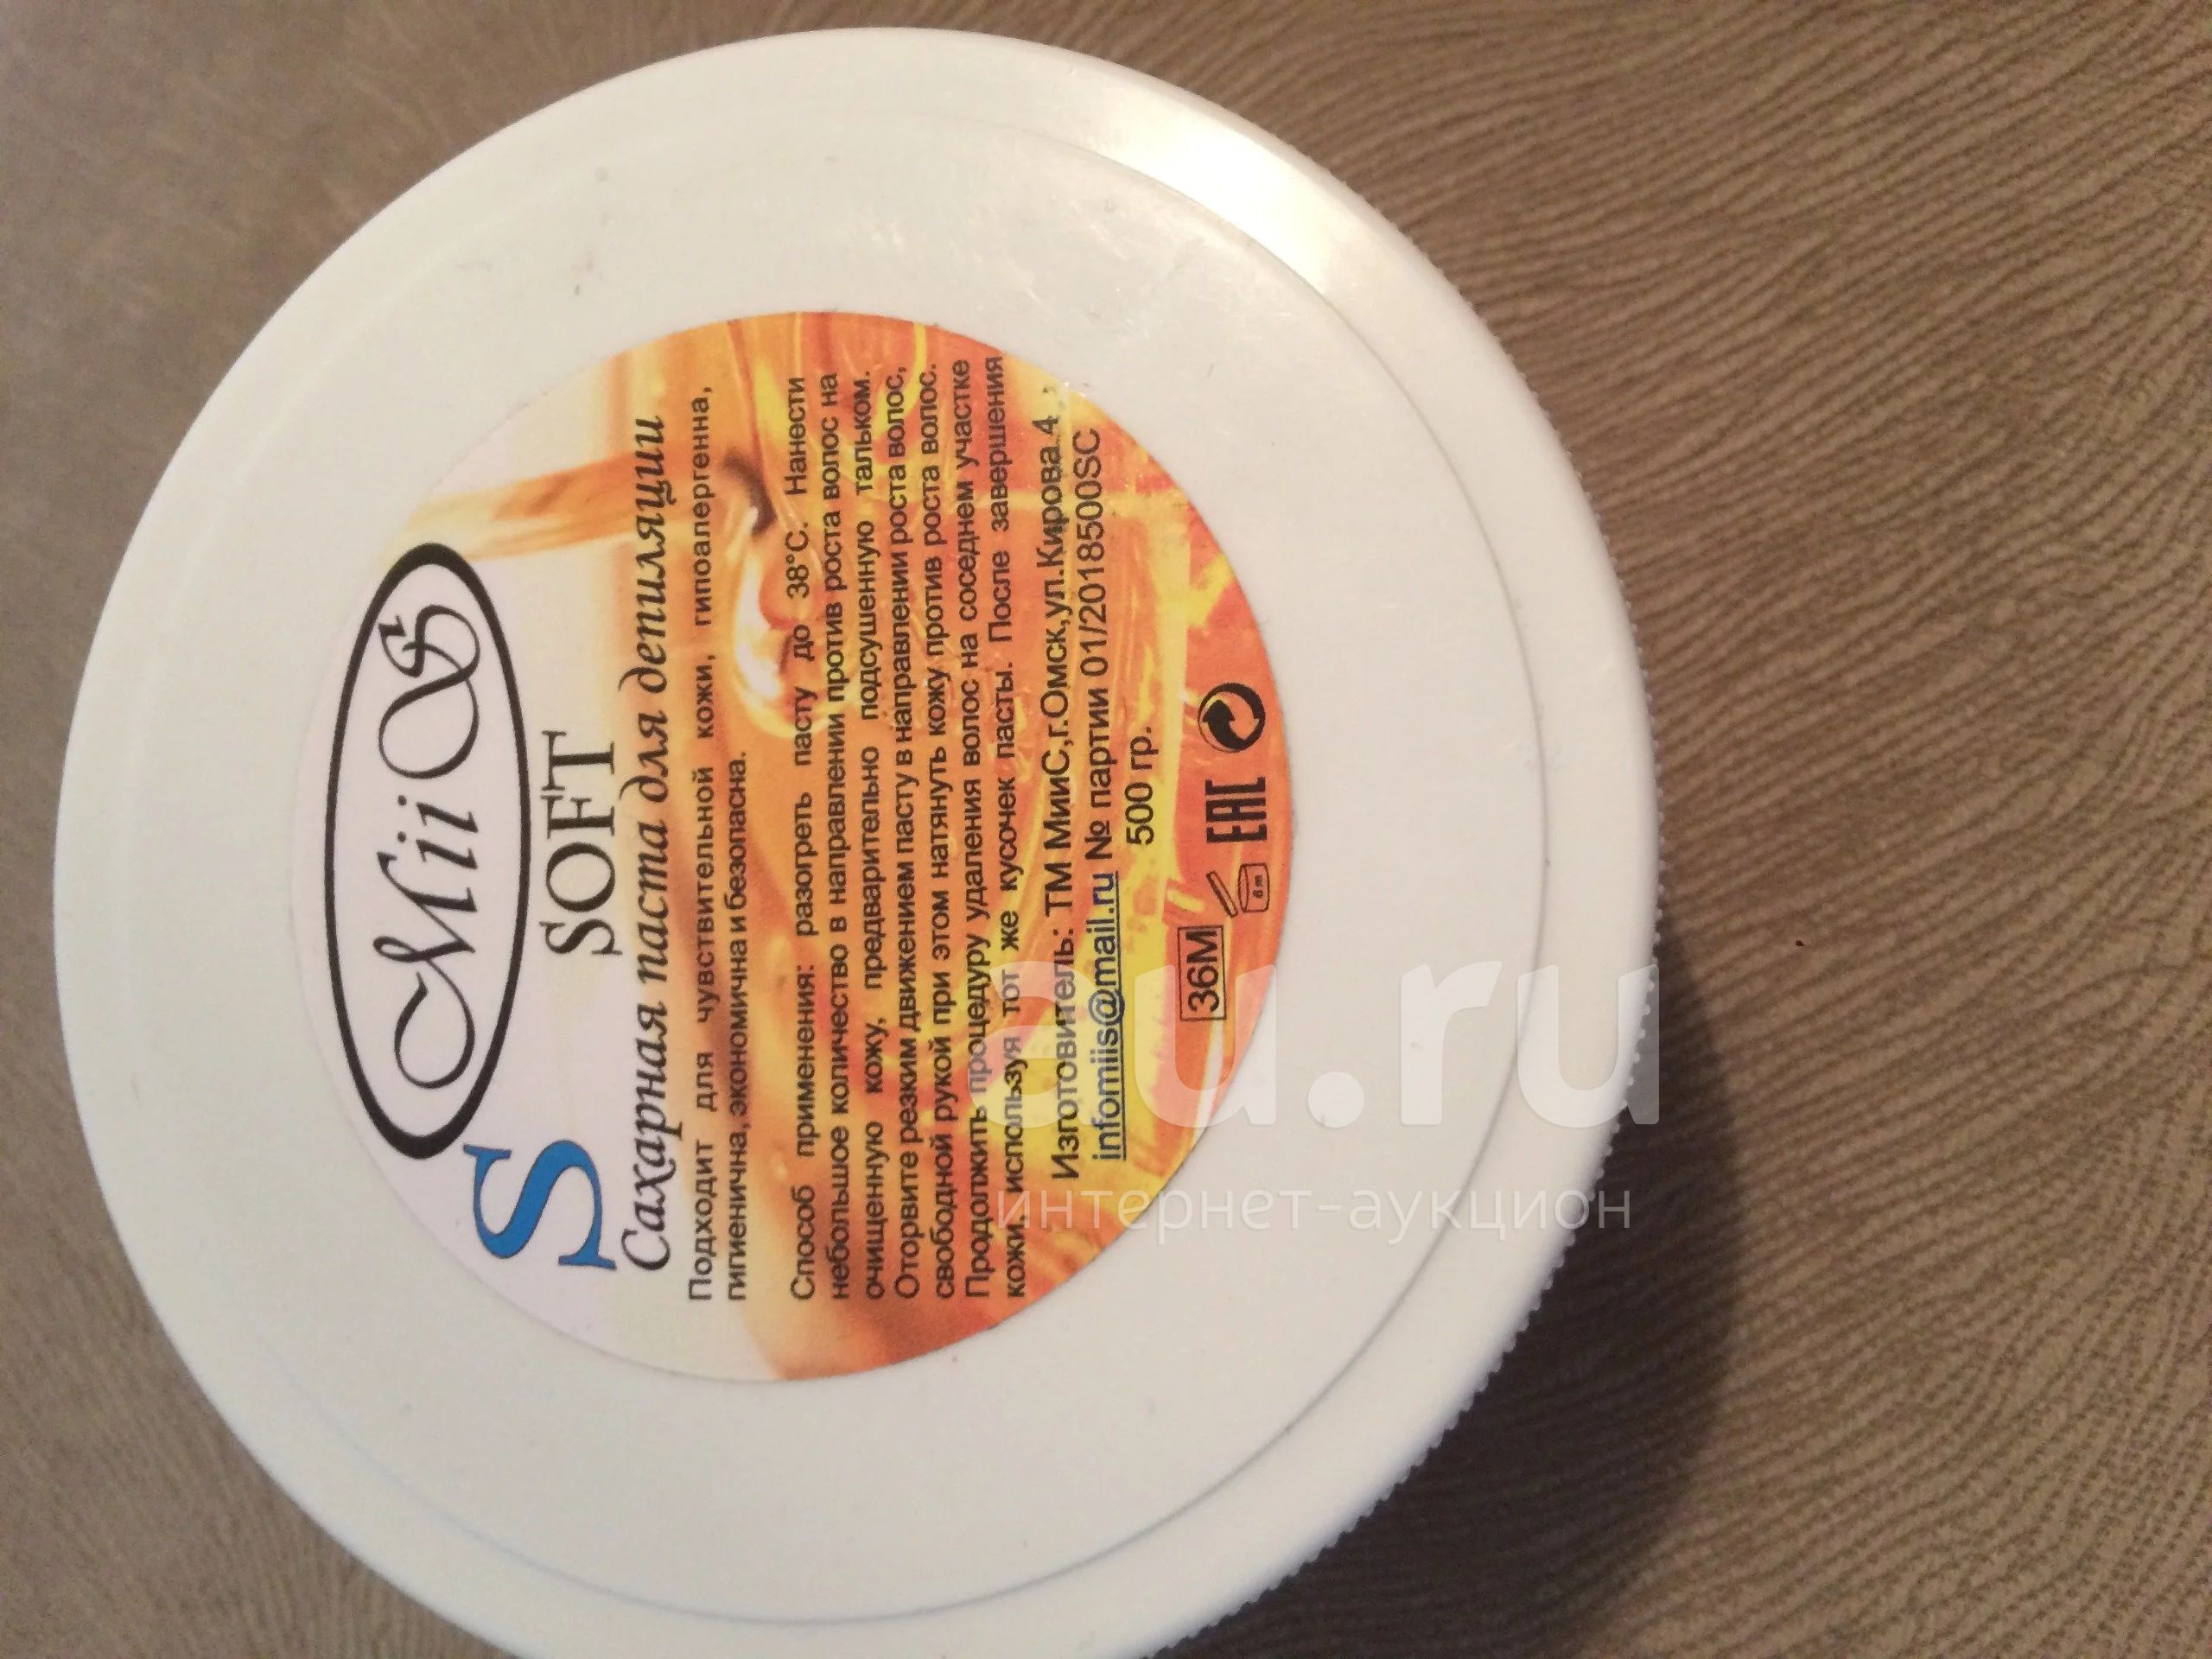 MiiS
S SOFT
Сахарная паста для депиляции
Подходит для чувствительной кожи, гипоалергенна,
гигиенична, экономична и безопасна.
Способ применения: разогреть пасту до 38°С. Нанести
небольшое количество в направлении против роста волос на
очищенную кожу, предварительно подсушенную тальком.
Оторвите резким движением пасту в направлении роста волос,
свободной рукой при этом натянуть кожу против роста волос.
Продолжить процедуру удаления волос на соседнем участке
кожи, используя тот же кусочек пасты. После завершения
Изготовитель: ТМ МииС,г.Омск,ул.Кирова.4
infomiis@mail.ru № партии 01/2018500SC
500 гр.
36М 6m EAC
au.ru
интернет-аукцион